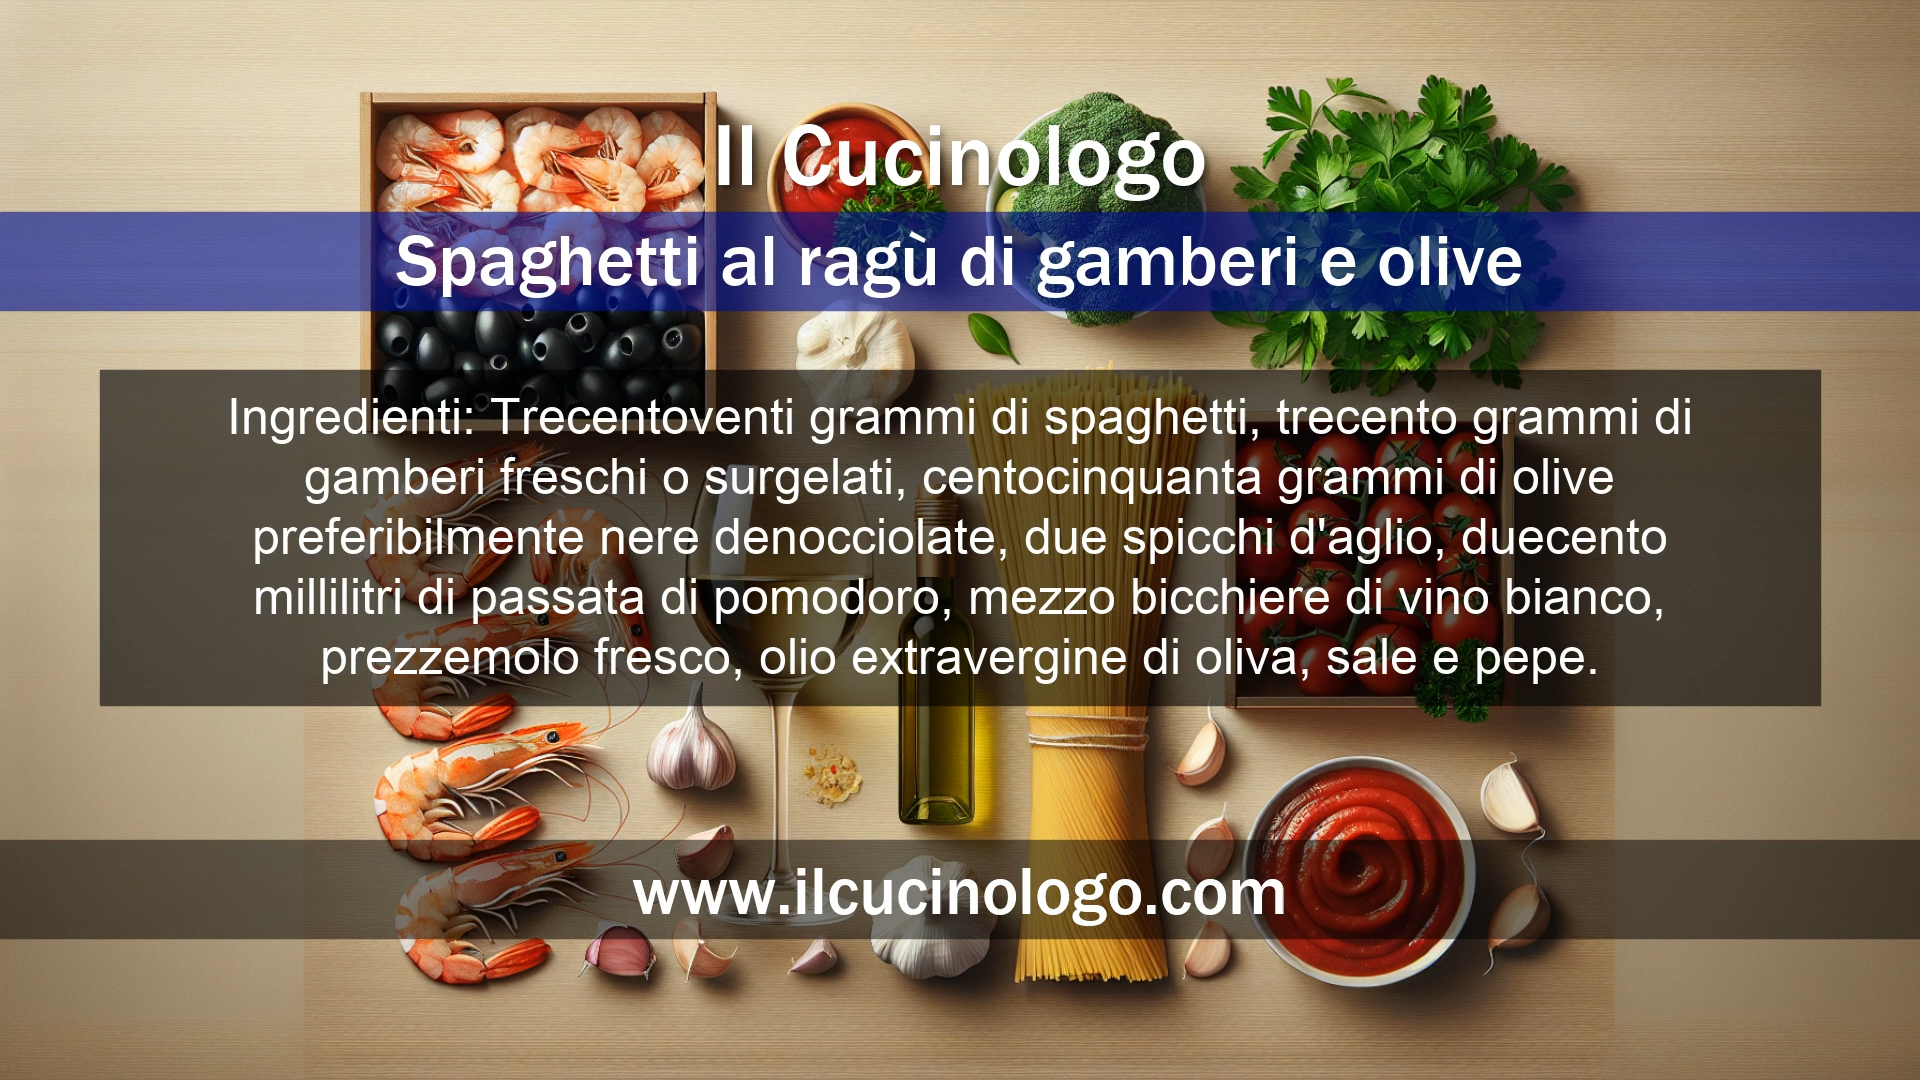 Il Cucinologo
Spaghetti al ragù di gamberi e olive
Ingredienti: Trecentoventi grammi di spaghetti, trecento grammi di
gamberi freschi o surgelati, centocinquanta grammi di olive
preferibilmente nere denocciolate, due spicchi d'aglio, duecento
millilitri di passata di pomodoro, mezzo bicchiere di vino bianco,
prezzemolo fresco, olio extravergine di oliva, sale e pepe.
www.ilcucinologo.com